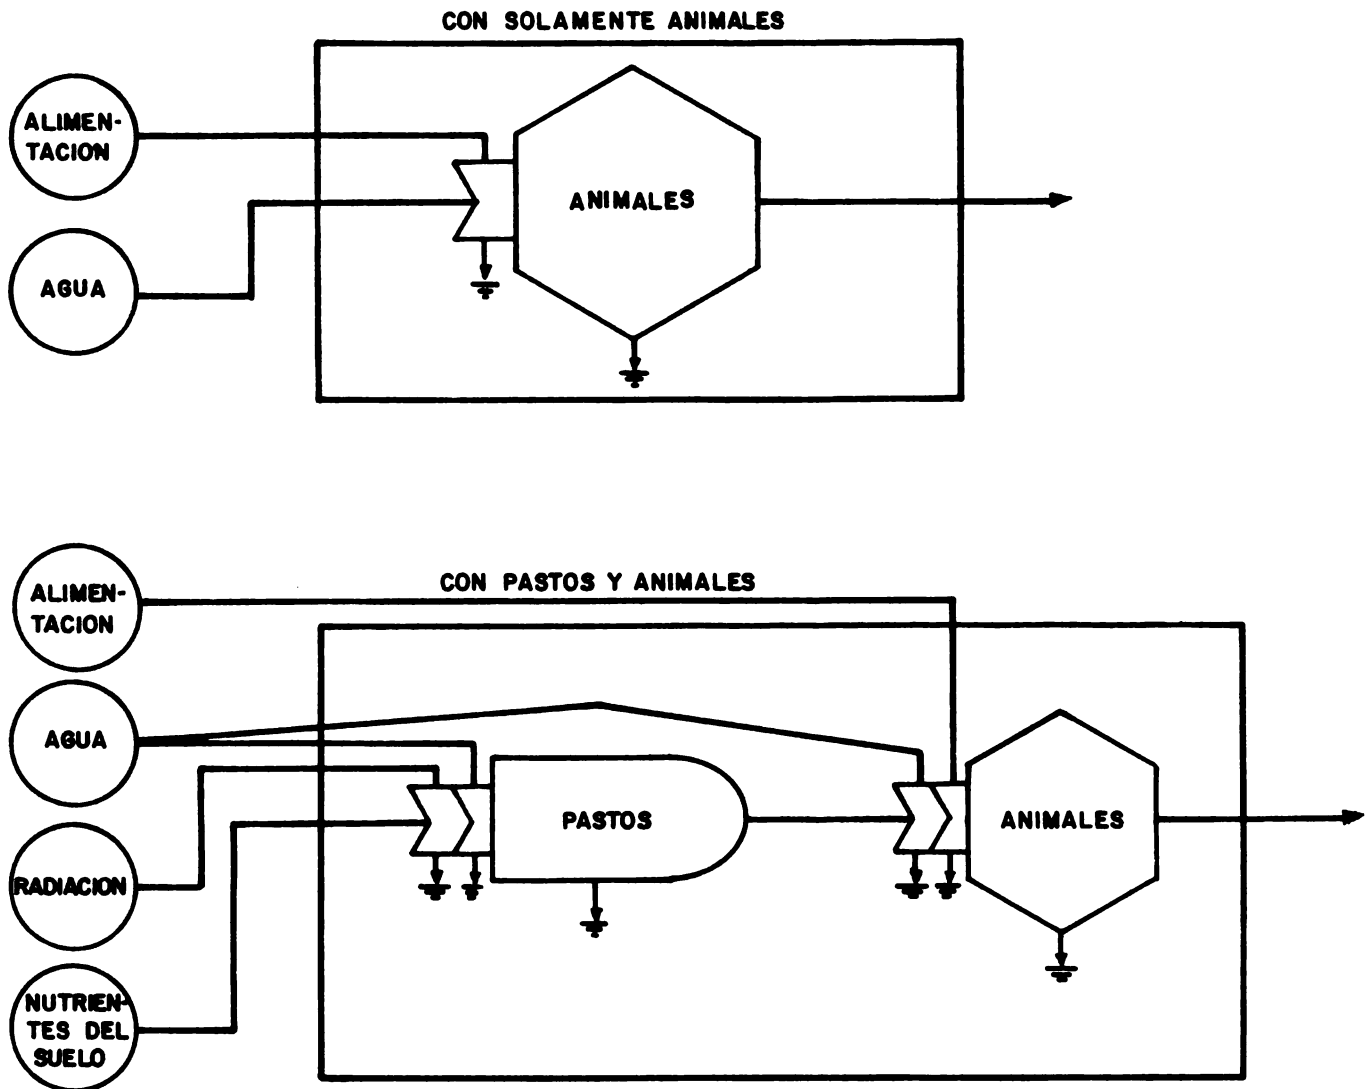 CON SOLAMENTE ANIMALES
ALIMEN-
TACION
ANIMALES
AGUA
CON PASTOS Y ANIMALES
ALIMEN-
TACION
AGUA
PASTOS
ANIMALES
RADIACION
NUTRIEN-
TES DEL
SUELO